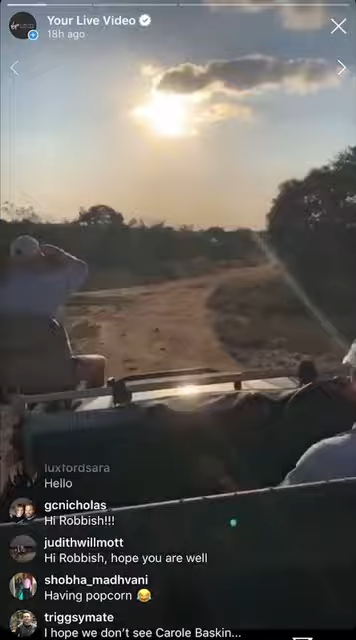 Your Live Video
18h ago
luxfordsara
Hello
gcnicholas
Hi Robbish!!!
judithwillmott
Hi Robbish, hope you are well
shobha_madhvani
Having popcorn 😂
triggsymate
I hope we don't see Carole Baskin...